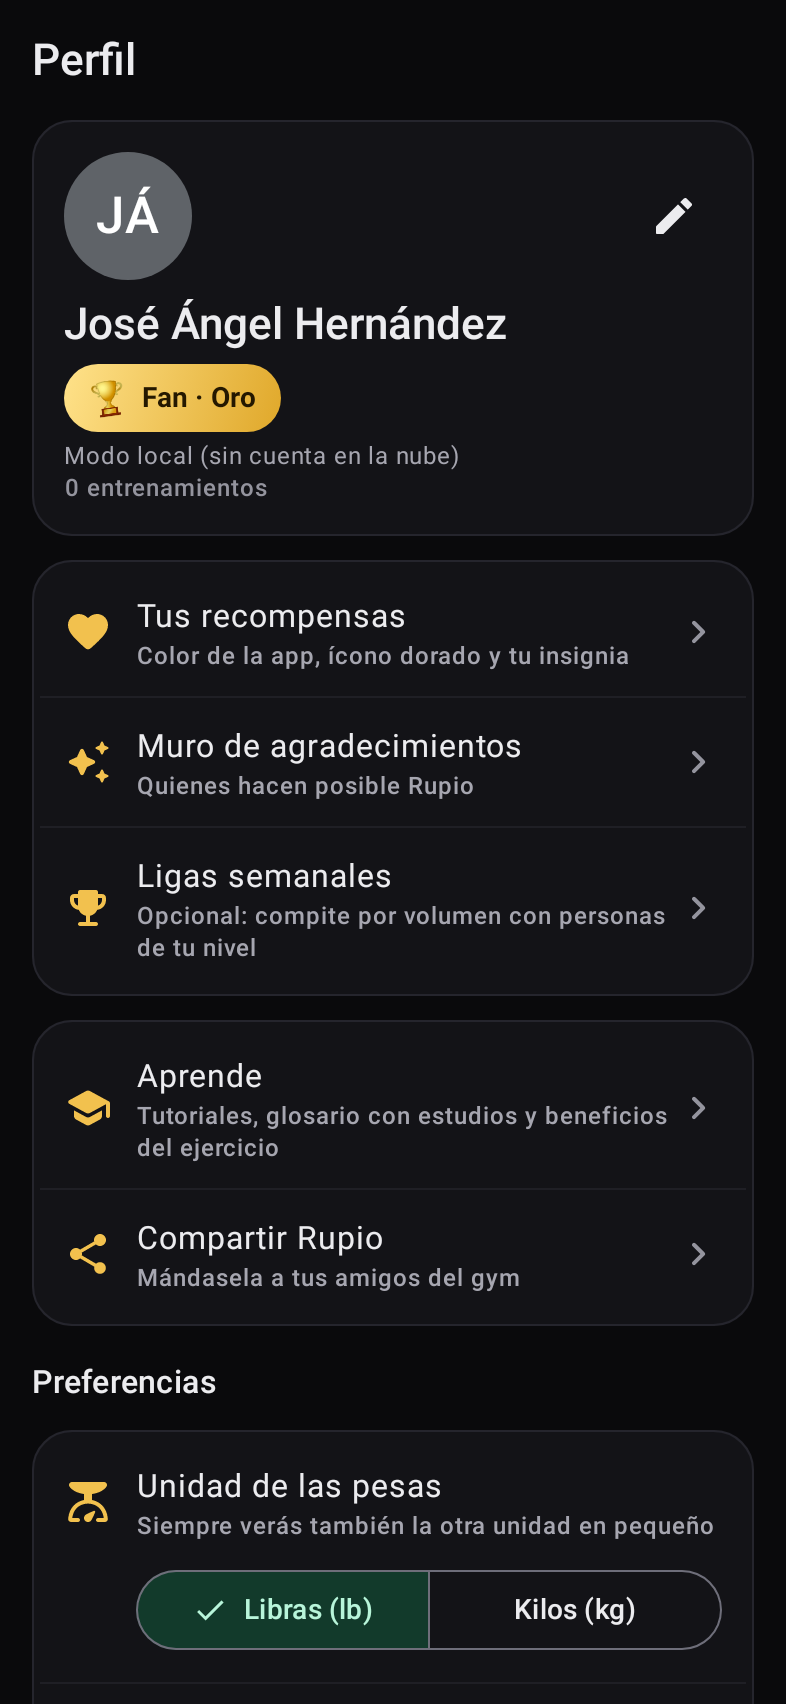 Perfil
JÁ
José Ángel Hernández
Fan · Oro
Modo local (sin cuenta en la nube)
0 entrenamientos
Tus recompensas
Color de la app, ícono dorado y tu insignia
Muro de agradecimientos
Quienes hacen posible Rupio
Ligas semanales
Opcional: compite por volumen con personas
de tu nivel
Aprende
Tutoriales, glosario con estudios y beneficios
del ejercicio
Compartir Rupio
Mándasela a tus amigos del gym
Preferencias
Unidad de las pesas
Siempre verás también la otra unidad en pequeño
Libras (lb)
Kilos (kg)